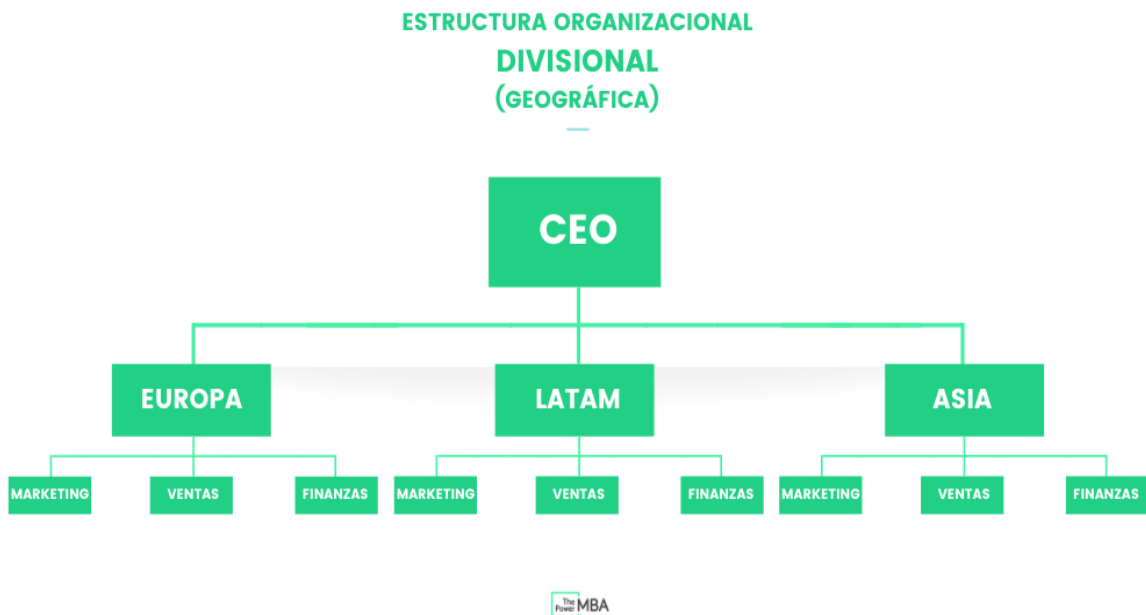 ESTRUCTURA ORGANIZACIONAL
DIVISIONAL
(GEOGRÁFICA)
CEO
EUROPA
LATAM
ASIA
MARKETING
VENTAS
FINANZAS
MARKETING
VENTAS
FINANZAS
MARKETING
VENTAS
FINANZAS
The
Power MBA